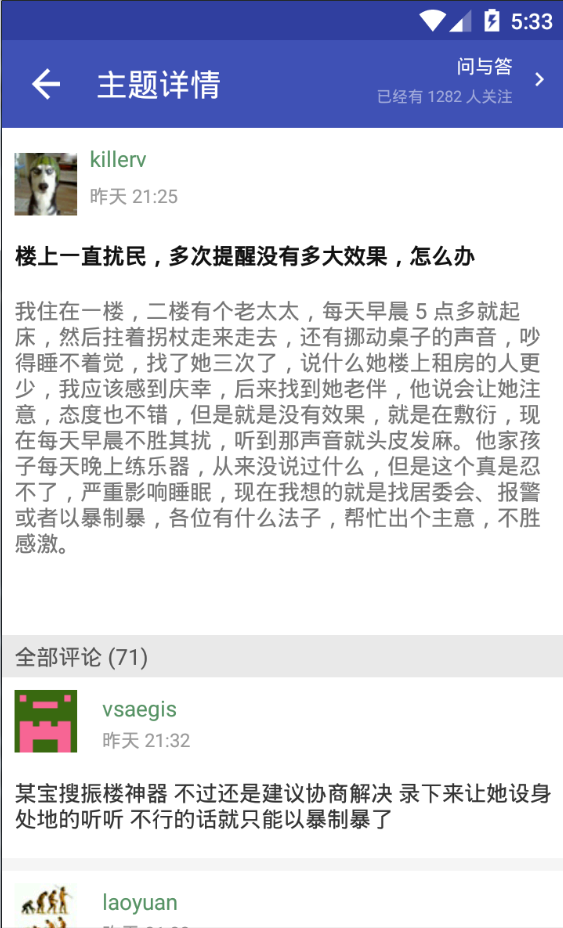 5:33
主题详情
问与答
已经有 1282 人关注
killerv
昨天 21:25
楼上一直扰民，多次提醒没有多大效果，怎么办
我住在一楼，二楼有个老太太，每天早晨 5 点多就起
床，然后拄着拐杖走来走去，还有挪动桌子的声音，吵
得睡不着觉，找了她三次了，说什么她楼上租房的人更
少，我应该感到庆幸，后来找到她老伴，他说会让她注
意，态度也不错，但是就是没有效果，就是在敷衍，现
在每天早晨不胜其扰，听到那声音就头皮发麻。他家孩
子每天晚上练乐器，从来没说过什么，但是这个真是忍
不了，严重影响睡眠，现在我想的就是找居委会、报警
或者以暴制暴，各位有什么法子，帮忙出个主意，不胜
感激。
全部评论 (71)
vsaegis
昨天 21:32
某宝搜振楼神器 不过还是建议协商解决 录下来让她设身
处地的听听 不行的话就只能以暴制暴了
laoyuan